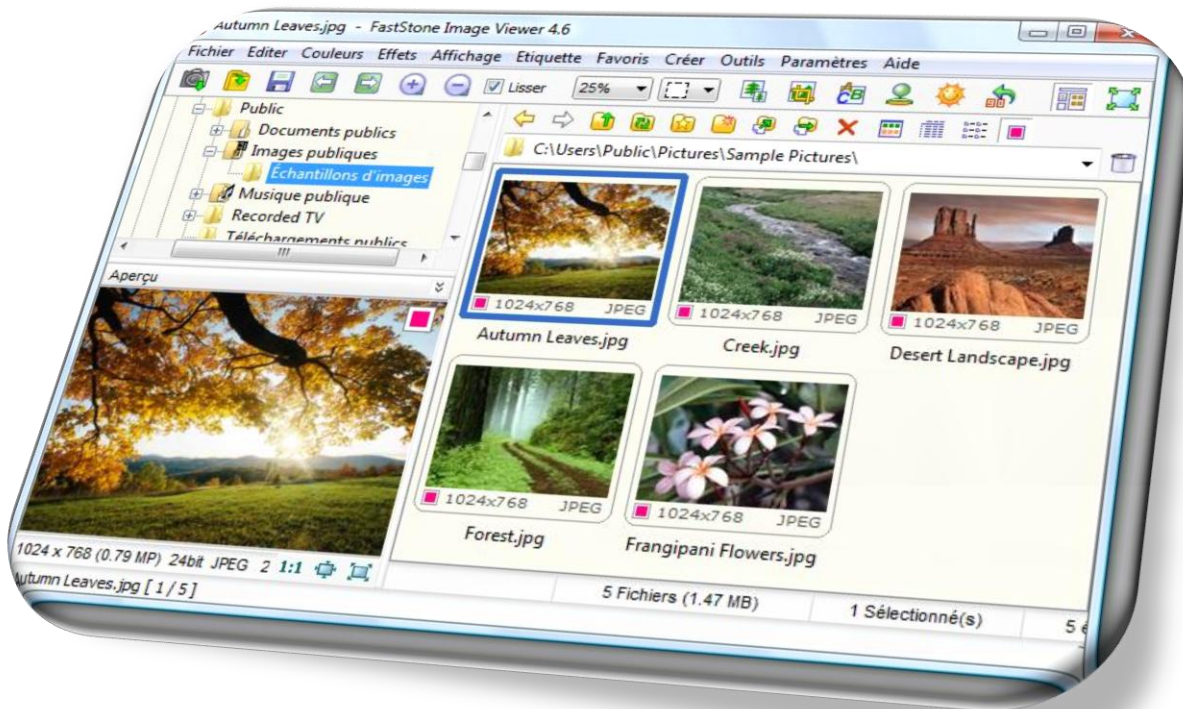 Autumn Leaves.jpg - FastStone Image Viewer 4.6
Fichier Editer Couleurs Effets Affichage Etiquette Favoris Créer Outils Paramètres Aide
Lisser 25%
Public
Documents publics
Images publiques
Échantillons d'images
Musique publique
Recorded TV
Téléchargements publics
Aperçu
1024 x 768 (0.79 MP) 24bit JPEG 2 1:1
Autumn Leaves.jpg [ 1 / 5 ]
C:\Users\Public\Pictures\Sample Pictures\
1024x768 JPEG
Autumn Leaves.jpg
1024x768 JPEG
Creek.jpg
1024x768 JPEG
Desert Landscape.jpg
1024x768 JPEG
Forest.jpg
1024x768 JPEG
Frangipani Flowers.jpg
5 Fichiers (1.47 MB)
1 Sélectionné(s)
5